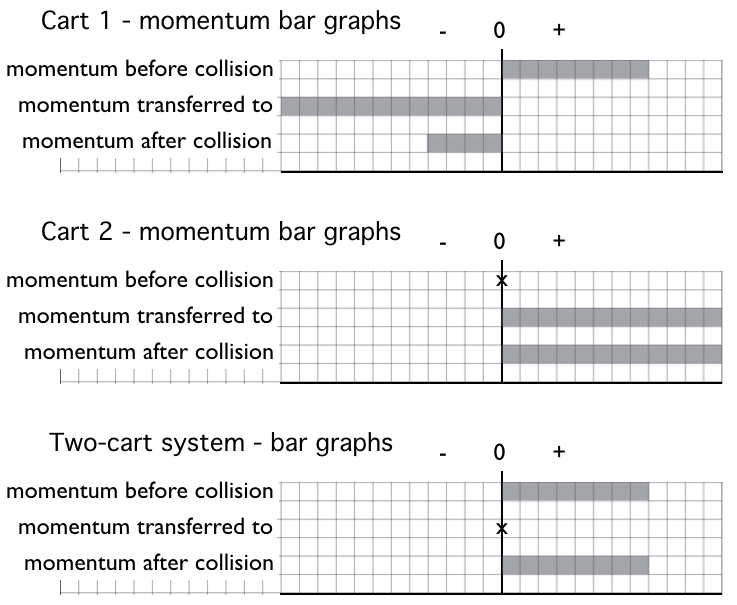 Cart 1 - momentum bar graphs
- 0 +
momentum before collision
momentum transferred to
momentum after collision
Cart 2 - momentum bar graphs
- 0 +
momentum before collision
x
momentum transferred to
momentum after collision
Two-cart system - bar graphs
- 0 +
momentum before collision
momentum transferred to
x
momentum after collision